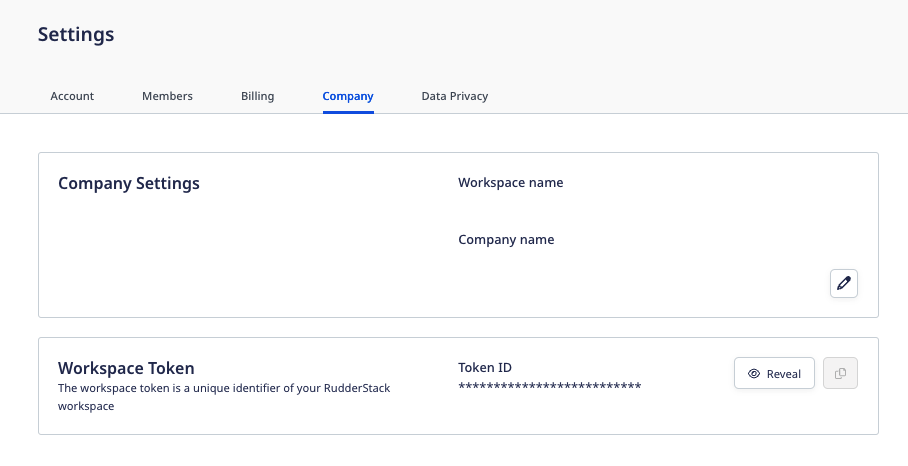 Settings
Account Members Billing Company Data Privacy
Company Settings
Workspace name
Company name
Workspace Token
The workspace token is a unique identifier of your RudderStack
workspace
Token ID
**************************
Reveal